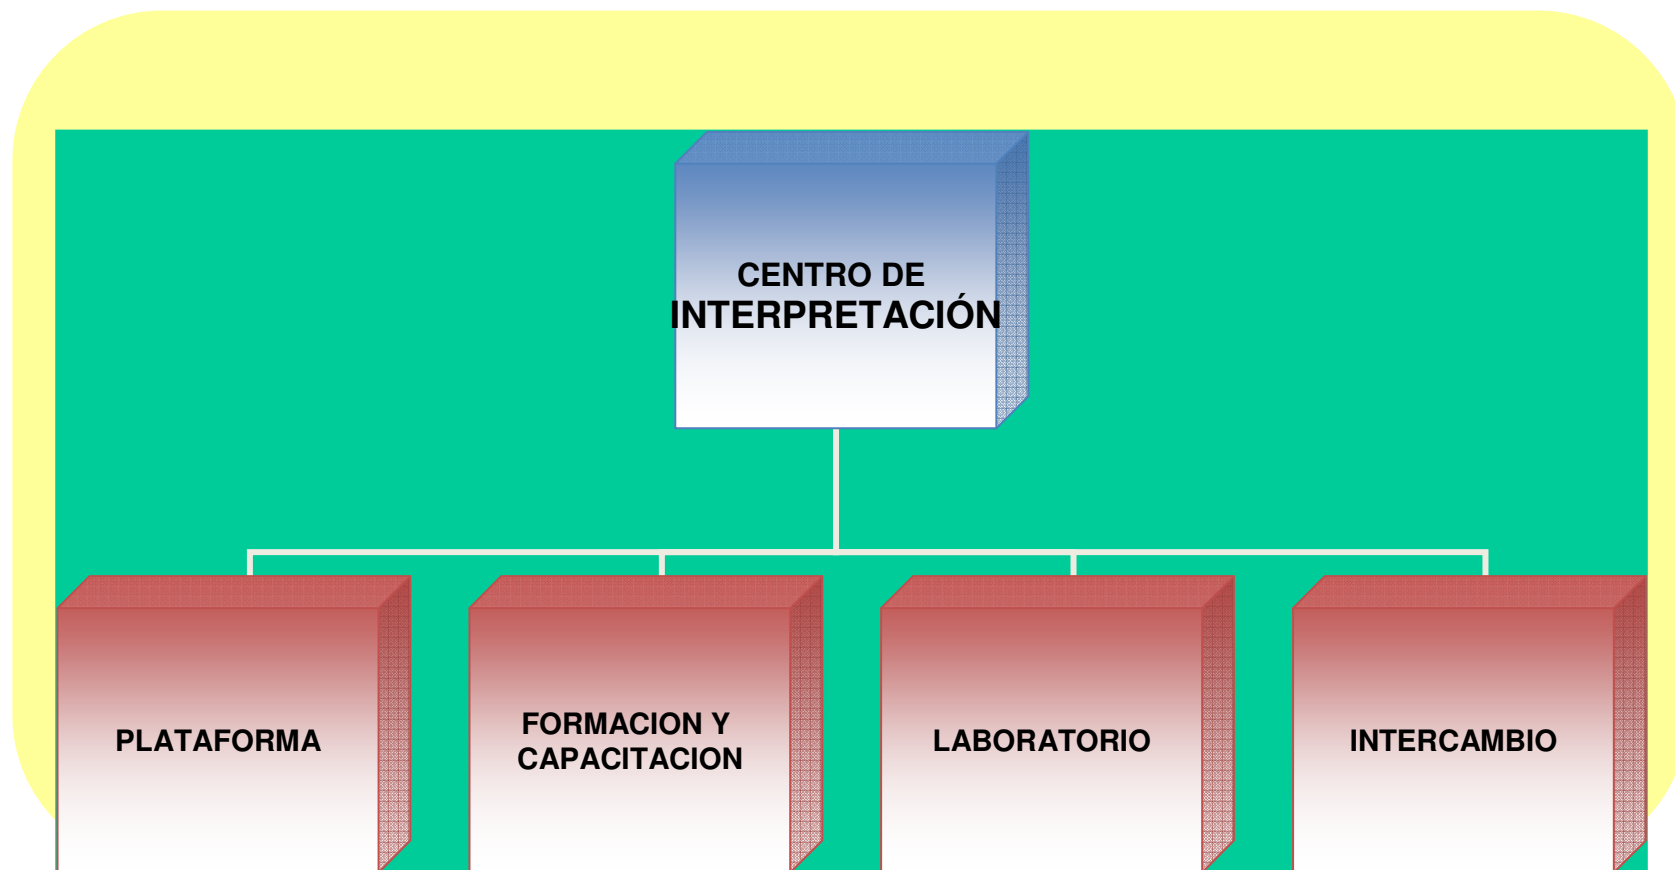 CENTRO DE
INTERPRETACIÓN
PLATAFORMA
FORMACION Y
CAPACITACION
LABORATORIO
INTERCAMBIO